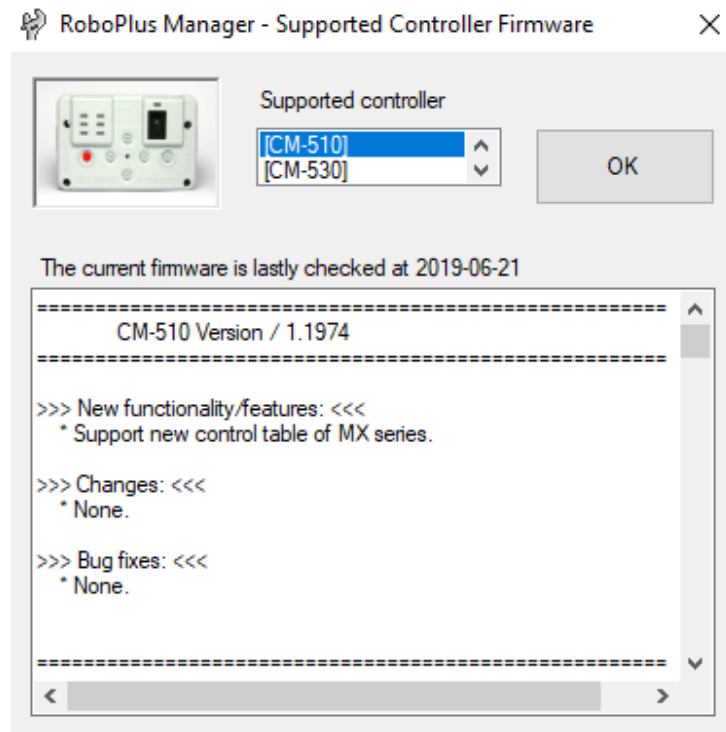 RoboPlus Manager - Supported Controller Firmware
Supported controller
[CM-510]
[CM-530]
OK
The current firmware is lastly checked at 2019-06-21
======================================================
CM-510 Version / 1.1974
======================================================
>>> New functionality/features: <<<
* Support new control table of MX series.
>>> Changes: <<<
* None.
>>> Bug fixes: <<<
* None.
======================================================